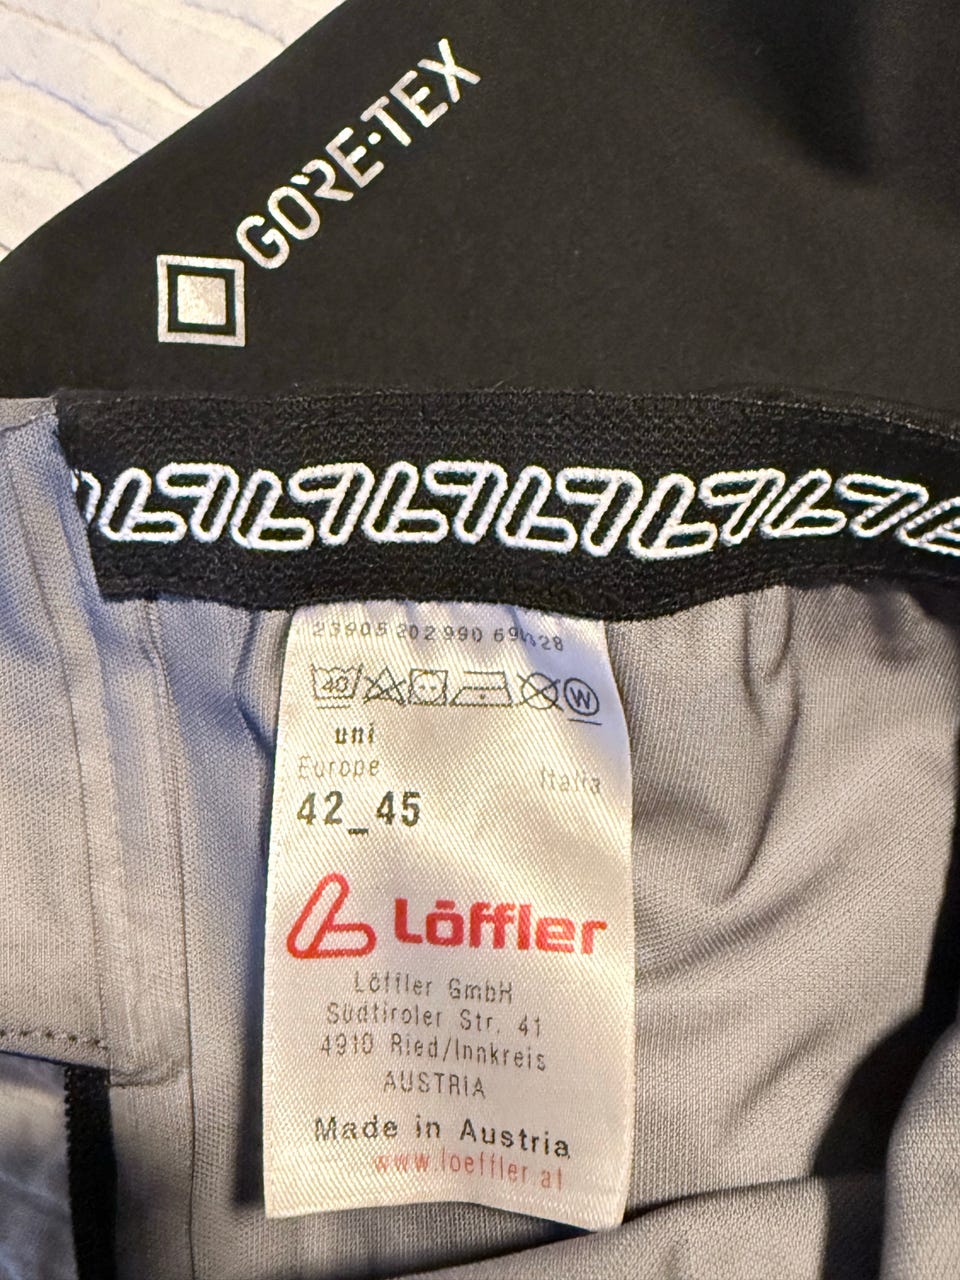 GORE-TEX
uni
Europe Italia
42_45
Löffler
Löffler GmbH
Südtiroler Str. 41
4910 Ried/Innkreis
AUSTRIA
Made in Austria
www.loeffler.at
23905 202 990
40
W